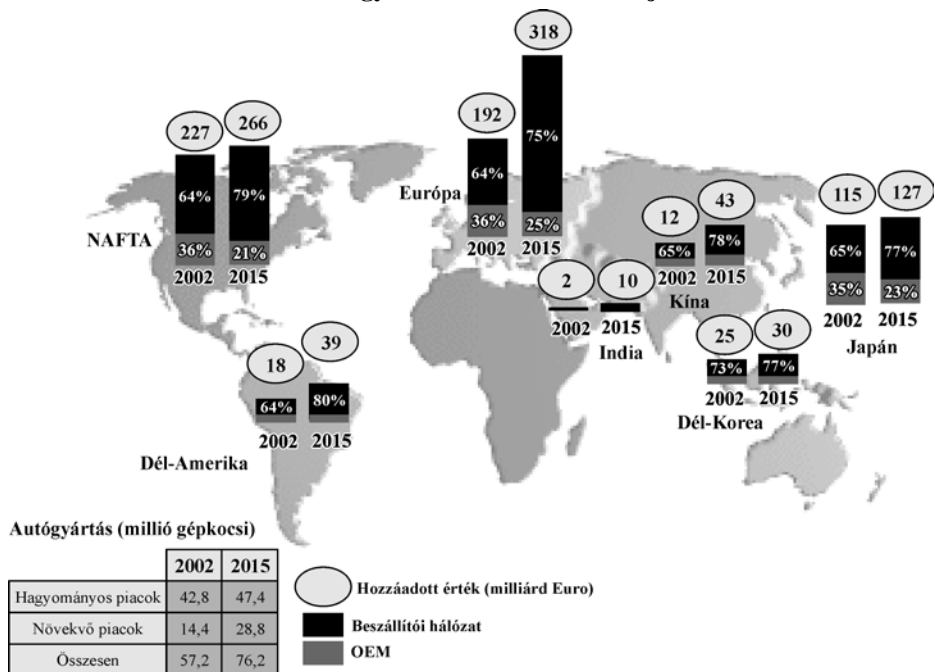 318
192
227 266
75%
64%
64% 79%
Európa
36% 25%
2002 2015
NAFTA
36% 21%
2002 2015
12 43
65% 78%
2002 2015
Kína
115 127
65% 77%
35% 23%
2002 2015
Japán
2 10
2002 2015
India
25 30
73% 77%
2002 2015
Dél-Korea
18 39
64% 80%
2002 2015
Dél-Amerika
Autógyártás (millió gépkocsi)
2002 2015
Hagyományos piacok 42,8 47,4
Növekvő piacok 14,4 28,8
Összesen 57,2 76,2
Hozzáadott érték (milliárd Euro)
Beszállítói hálózat
OEM